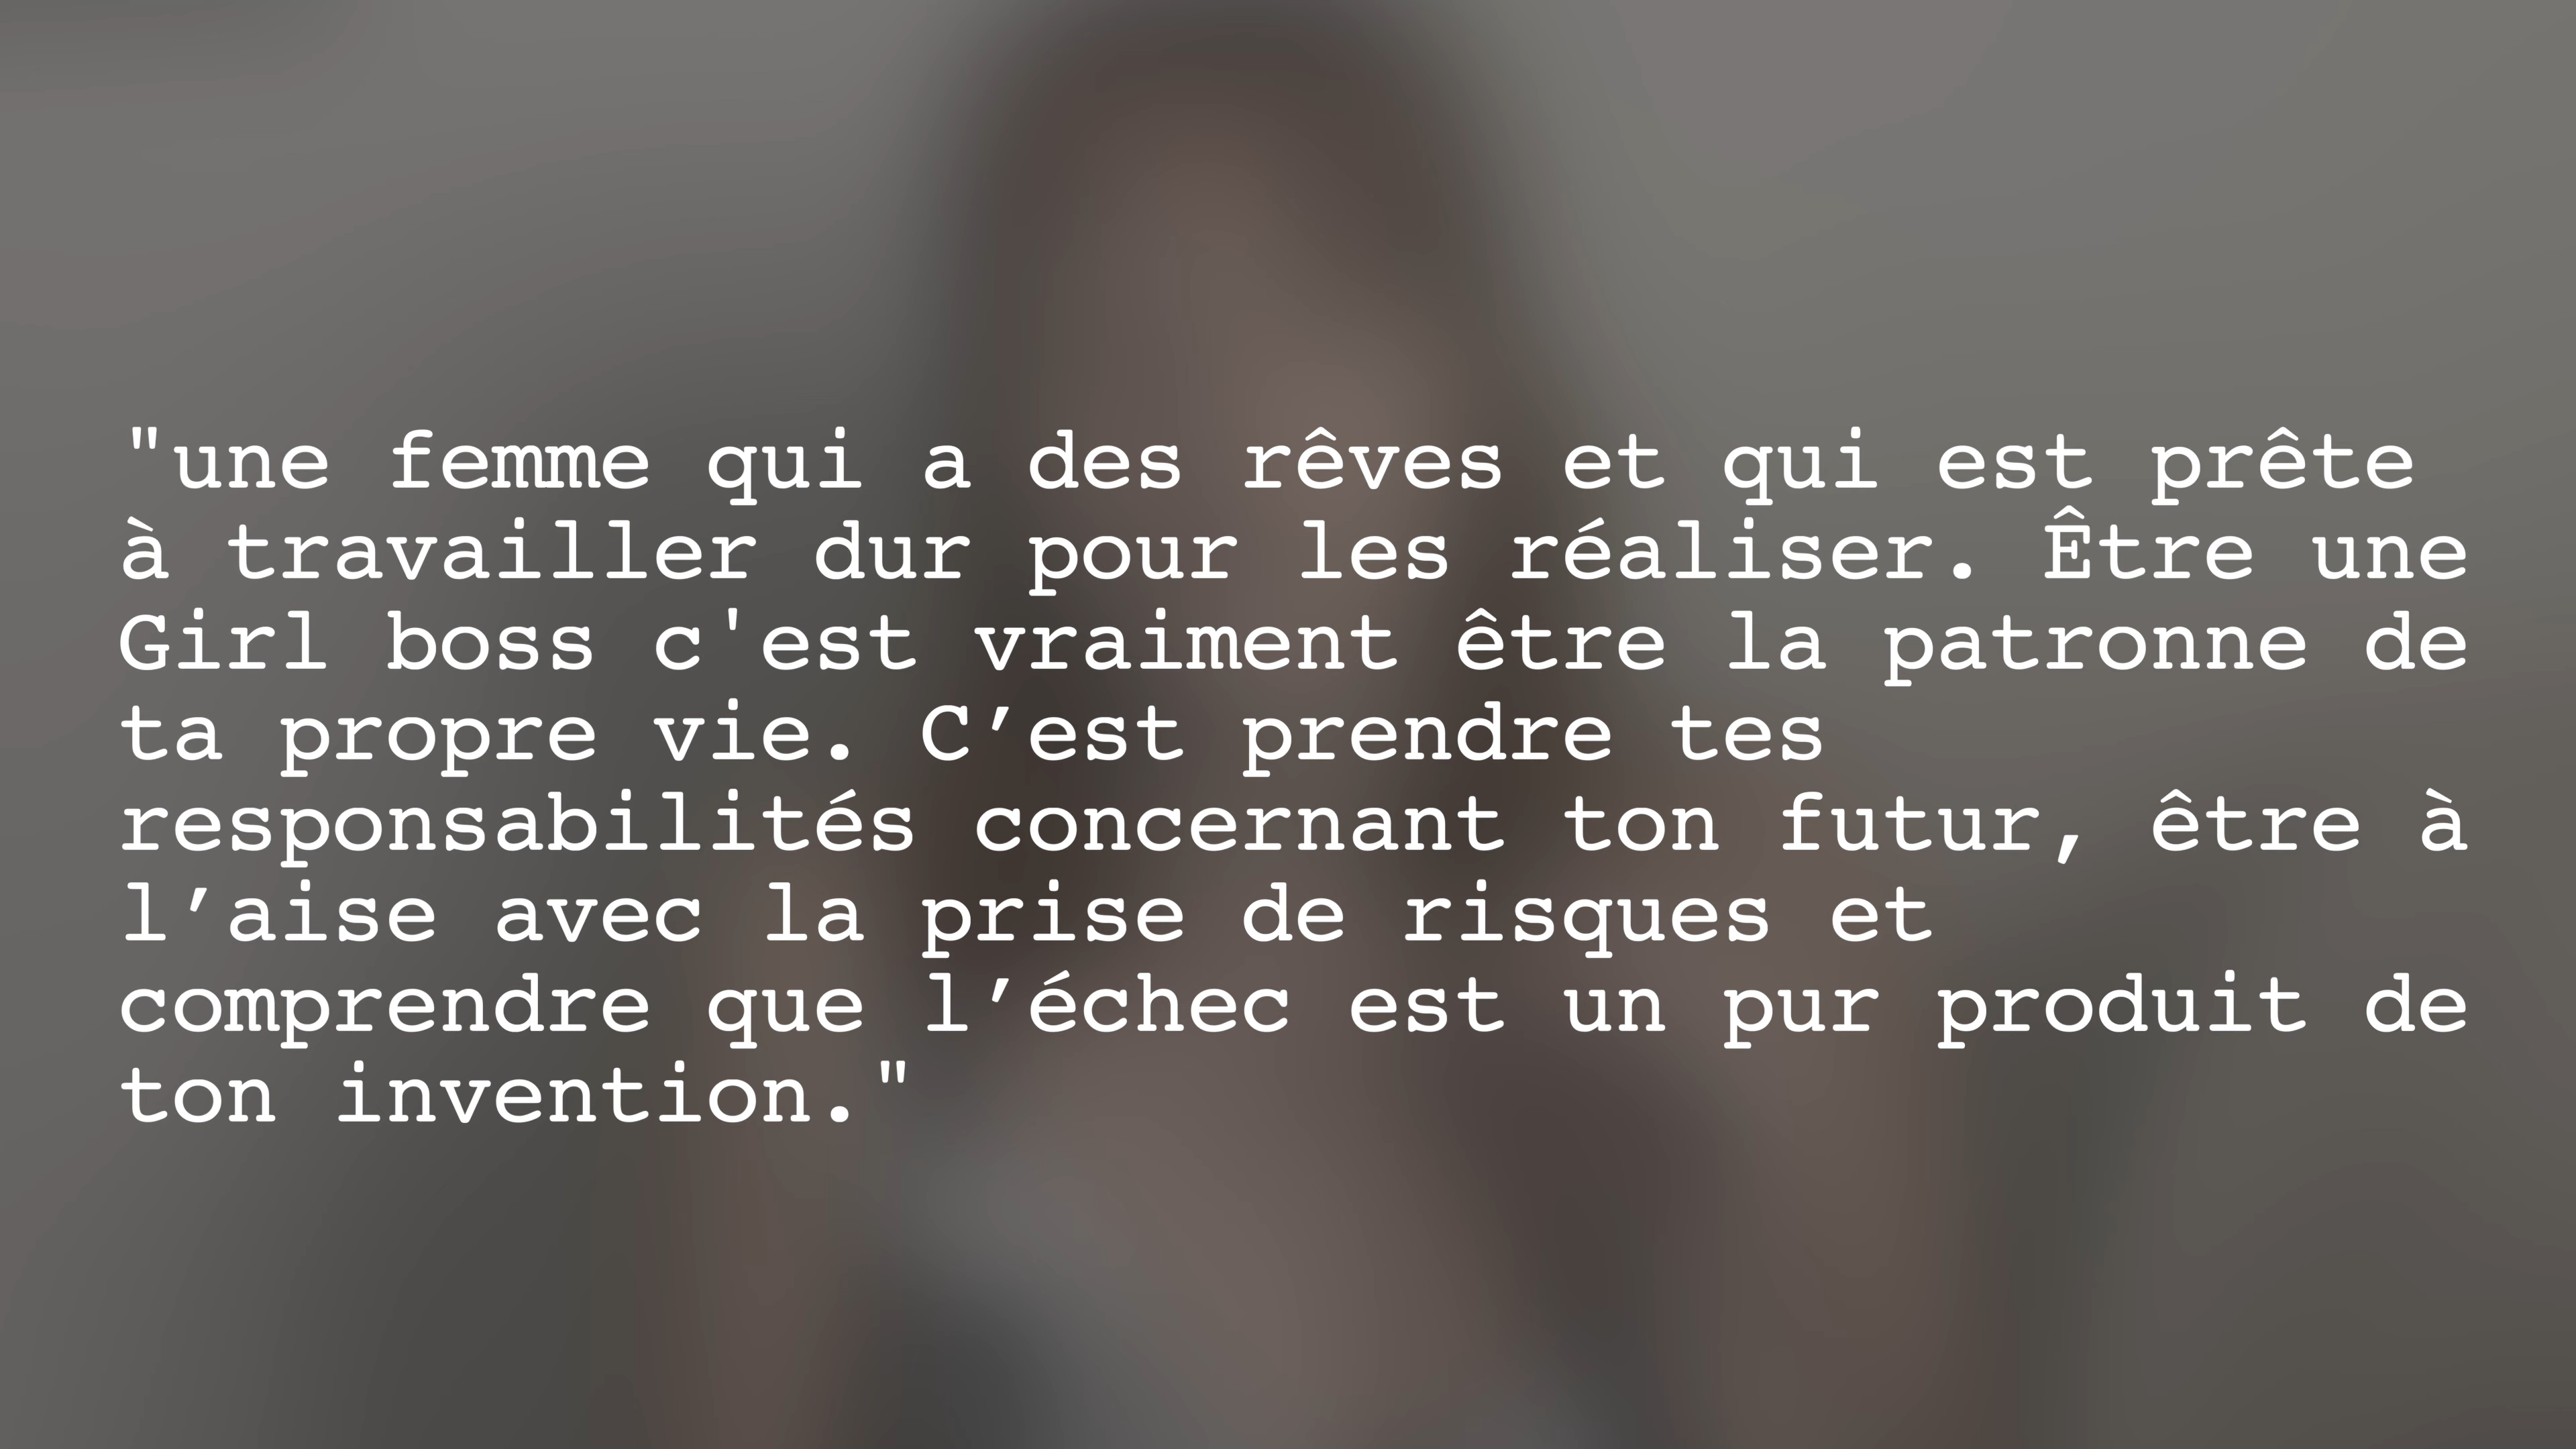 "une femme qui a des rêves et qui est prête
à travailler dur pour les réaliser. Être une
Girl boss c'est vraiment être la patronne de
ta propre vie. C’est prendre tes
responsabilités concernant ton futur, être à
l’aise avec la prise de risques et
comprendre que l’échec est un pur produit de
ton invention."